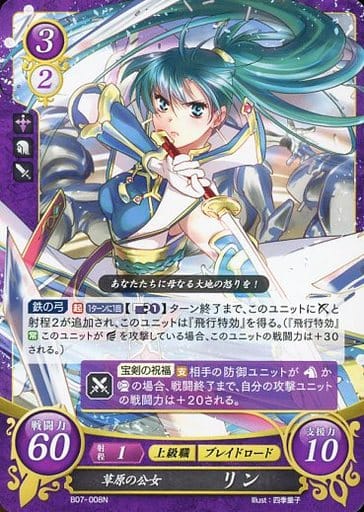 3
2
あなたたちに母なる大地の怒りを！
鉄の弓 起 1ターンに1回 【 1】ターン終了まで、このユニットに と
射程2が追加され、このユニットは『飛行特効』を得る。（『飛行特効』
常 このユニットが を攻撃している場合、このユニットの戦闘力は＋30
される。）
宝剣の祝福 支 相手の防御ユニットが か
の場合、戦闘終了まで、自分の攻撃ユニット
の戦闘力は＋20される。
戦闘力
60
射程 1 上級職 ブレイドロード
支援力
10
草原の公女 リン
B07-008N
Illust：四季童子